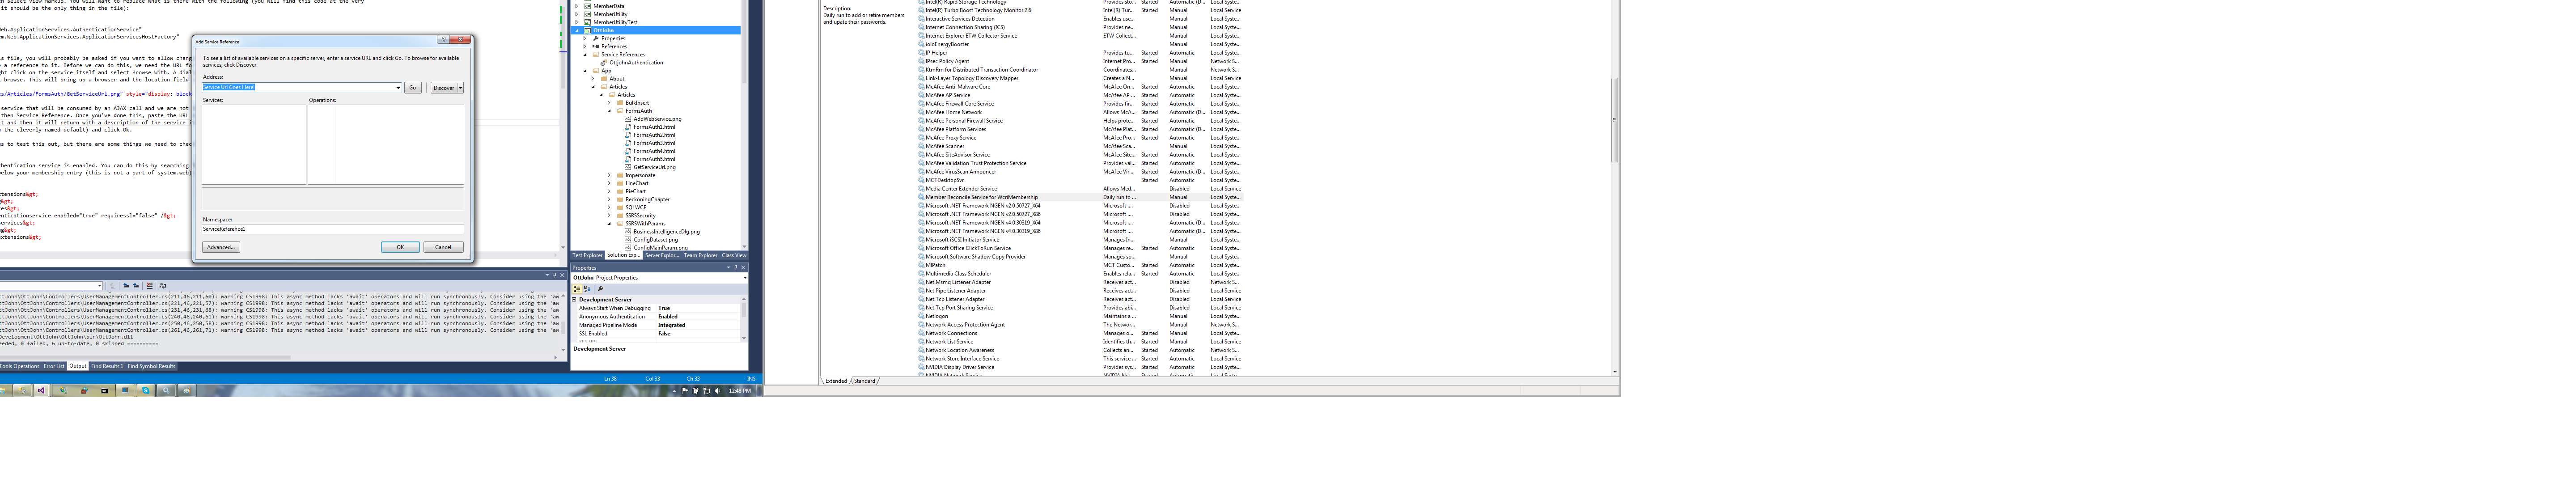 n select view markup. You will want to replace what is there with the following (you will find this code at the very
it should be the only thing in the file):
Web.ApplicationServices.AuthenticationService"
em.Web.ApplicationServices.ApplicationServicesHostFactory"
is file, you will probably be asked if you want to allow chang
a reference to it. Before we can do this, we need the URL fo
ght click on the service itself and select Browse With. A dial
browse. This will bring up a browser and the location field
s/Articles/FormsAuth/GetServiceUrl.png" style="display: block
service that will be consumed by an AJAX call and we are not
then Service Reference. Once you've done this, paste the URL
it and then it will return with a description of the service i
the cleverly-named default) and click Ok.
s to test this out, but there are some things we need to chec
thentication service is enabled. You can do this by searching
below your membership entry (this is not a part of system.web)
xtensions&gt;
g&gt;
ces&gt;
enticationservice enabled="true" requiressl="false" /&gt;
services&gt;
g&gt;
extensions&gt;
Add Service Reference
To see a list of available services on a specific server, enter a service URL and click Go. To browse for available
services, click Discover.
Address:
Service Url Goes Here!
Go
Discover
Services:
Operations:
Namespace:
ServiceReference1
Advanced...
OK
Cancel
ttJohn\OttJohn\Controllers\UserManagementController.cs(211,46,211,60): warning CS1998: This async method lacks 'await' operators and will run synchronously. Consider using the 'aw
ttJohn\OttJohn\Controllers\UserManagementController.cs(221,46,221,57): warning CS1998: This async method lacks 'await' operators and will run synchronously. Consider using the 'aw
ttJohn\OttJohn\Controllers\UserManagementController.cs(231,46,231,68): warning CS1998: This async method lacks 'await' operators and will run synchronously. Consider using the 'aw
ttJohn\OttJohn\Controllers\UserManagementController.cs(240,46,240,61): warning CS1998: This async method lacks 'await' operators and will run synchronously. Consider using the 'aw
ttJohn\OttJohn\Controllers\UserManagementController.cs(250,46,250,58): warning CS1998: This async method lacks 'await' operators and will run synchronously. Consider using the 'aw
ttJohn\OttJohn\Controllers\UserManagementController.cs(261,46,261,71): warning CS1998: This async method lacks 'await' operators and will run synchronously. Consider using the 'aw
Development\OttJohn\OttJohn\bin\OttJohn.dll
eeded, 0 failed, 6 up-to-date, 0 skipped ==========
Tools Operations Error List Output Find Results 1 Find Symbol Results
Ln 38 Col 33 Ch 33 INS
12:48 PM
MemberData
MemberUtility
MemberUtilityTest
OttJohn
Properties
References
Service References
OttjohnAuthentication
App
About
Articles
Articles
BulkInsert
FormsAuth
AddWebService.png
FormsAuth1.html
FormsAuth2.html
FormsAuth3.html
FormsAuth4.html
FormsAuth5.html
GetServiceUrl.png
Impersonate
LineChart
PieChart
ReckoningChapter
SQLWCF
SSRSSecurity
SSRSWithParams
BusinessIntelligenceDlg.png
ConfigDataset.png
ConfigMainParam.png
Test Explorer Solution Exp... Server Explor... Team Explorer Class View
Properties
OttJohn Project Properties
Development Server
Always Start When Debugging True
Anonymous Authentication Enabled
Managed Pipeline Mode Integrated
SSL Enabled False
Development Server
Description:
Daily run to add or retire members
and upate their passwords.
Intel(R) Rapid Storage Technology Provides sto... Started Automatic (D... Local Syste...
Intel(R) Turbo Boost Technology Monitor 2.6 Intel(R) Tur... Manual Local Syste...
Interactive Services Detection Enables use... Manual Local Syste...
Internet Connection Sharing (ICS) Provides ne... Manual Local Syste...
Internet Explorer ETW Collector Service ETW Collect... Manual Local Syste...
ioloEnergyBooster Manual Local Syste...
IP Helper Provides tu... Started Automatic Local Syste...
IPsec Policy Agent Internet Pro... Started Manual Network S...
KtmRm for Distributed Transaction Coordinator Coordinates... Manual Network S...
Link-Layer Topology Discovery Mapper Creates a N... Manual Local Service
McAfee Anti-Malware Core McAfee On... Started Automatic Local Syste...
McAfee AP Service McAfee AP ... Started Automatic Local Syste...
McAfee Firewall Core Service Provides fir... Started Automatic Local Syste...
McAfee Home Network Allows McA... Started Automatic (D... Local Syste...
McAfee Personal Firewall Service Helps prote... Started Automatic (D... Local Syste...
McAfee Platform Services McAfee Plat... Started Automatic (D... Local Syste...
McAfee Proxy Service McAfee Pro... Started Automatic Local Syste...
McAfee Scanner McAfee Sca... Manual Local Syste...
McAfee SiteAdvisor Service McAfee Site... Started Automatic Local Syste...
McAfee Validation Trust Protection Service Provides val... Started Automatic Local Syste...
McAfee VirusScan Announcer McAfee Vir... Started Automatic (D... Local Syste...
MCTDesktopSvr Started Automatic Local Syste...
Media Center Extender Service Allows Med... Disabled Local Service
Member Reconcile Service for WcriMembership Daily run to ... Manual Local Syste...
Microsoft .NET Framework NGEN v2.0.50727_X64 Microsoft .... Disabled Local Syste...
Microsoft .NET Framework NGEN v2.0.50727_X86 Microsoft .... Disabled Local Syste...
Microsoft .NET Framework NGEN v4.0.30319_X64 Microsoft .... Automatic (D... Local Syste...
Microsoft .NET Framework NGEN v4.0.30319_X86 Microsoft .... Automatic (D... Local Syste...
Microsoft iSCSI Initiator Service Manages In... Manual Local Syste...
Microsoft Office ClickToRun Service Manages re... Started Automatic Local Syste...
Microsoft Software Shadow Copy Provider Manages so... Manual Local Syste...
MIPatch MCT Custo... Started Automatic Local Syste...
Multimedia Class Scheduler Enables rela... Started Automatic Local Syste...
Net.Msmq Listener Adapter Receives act... Disabled Network S...
Net.Pipe Listener Adapter Receives act... Disabled Local Service
Net.Tcp Listener Adapter Receives act... Disabled Local Service
Net.Tcp Port Sharing Service Provides abi... Disabled Local Service
Netlogon Maintains a ... Manual Local Syste...
Network Access Protection Agent The Networ... Manual Network S...
Network Connections Manages o... Started Manual Local Syste...
Network List Service Identifies th... Started Manual Local Service
Network Location Awareness Collects an... Started Automatic Network S...
Network Store Interface Service This service ... Started Automatic Local Service
NVIDIA Display Driver Service Provides sys... Started Automatic Local Syste...
Extended Standard